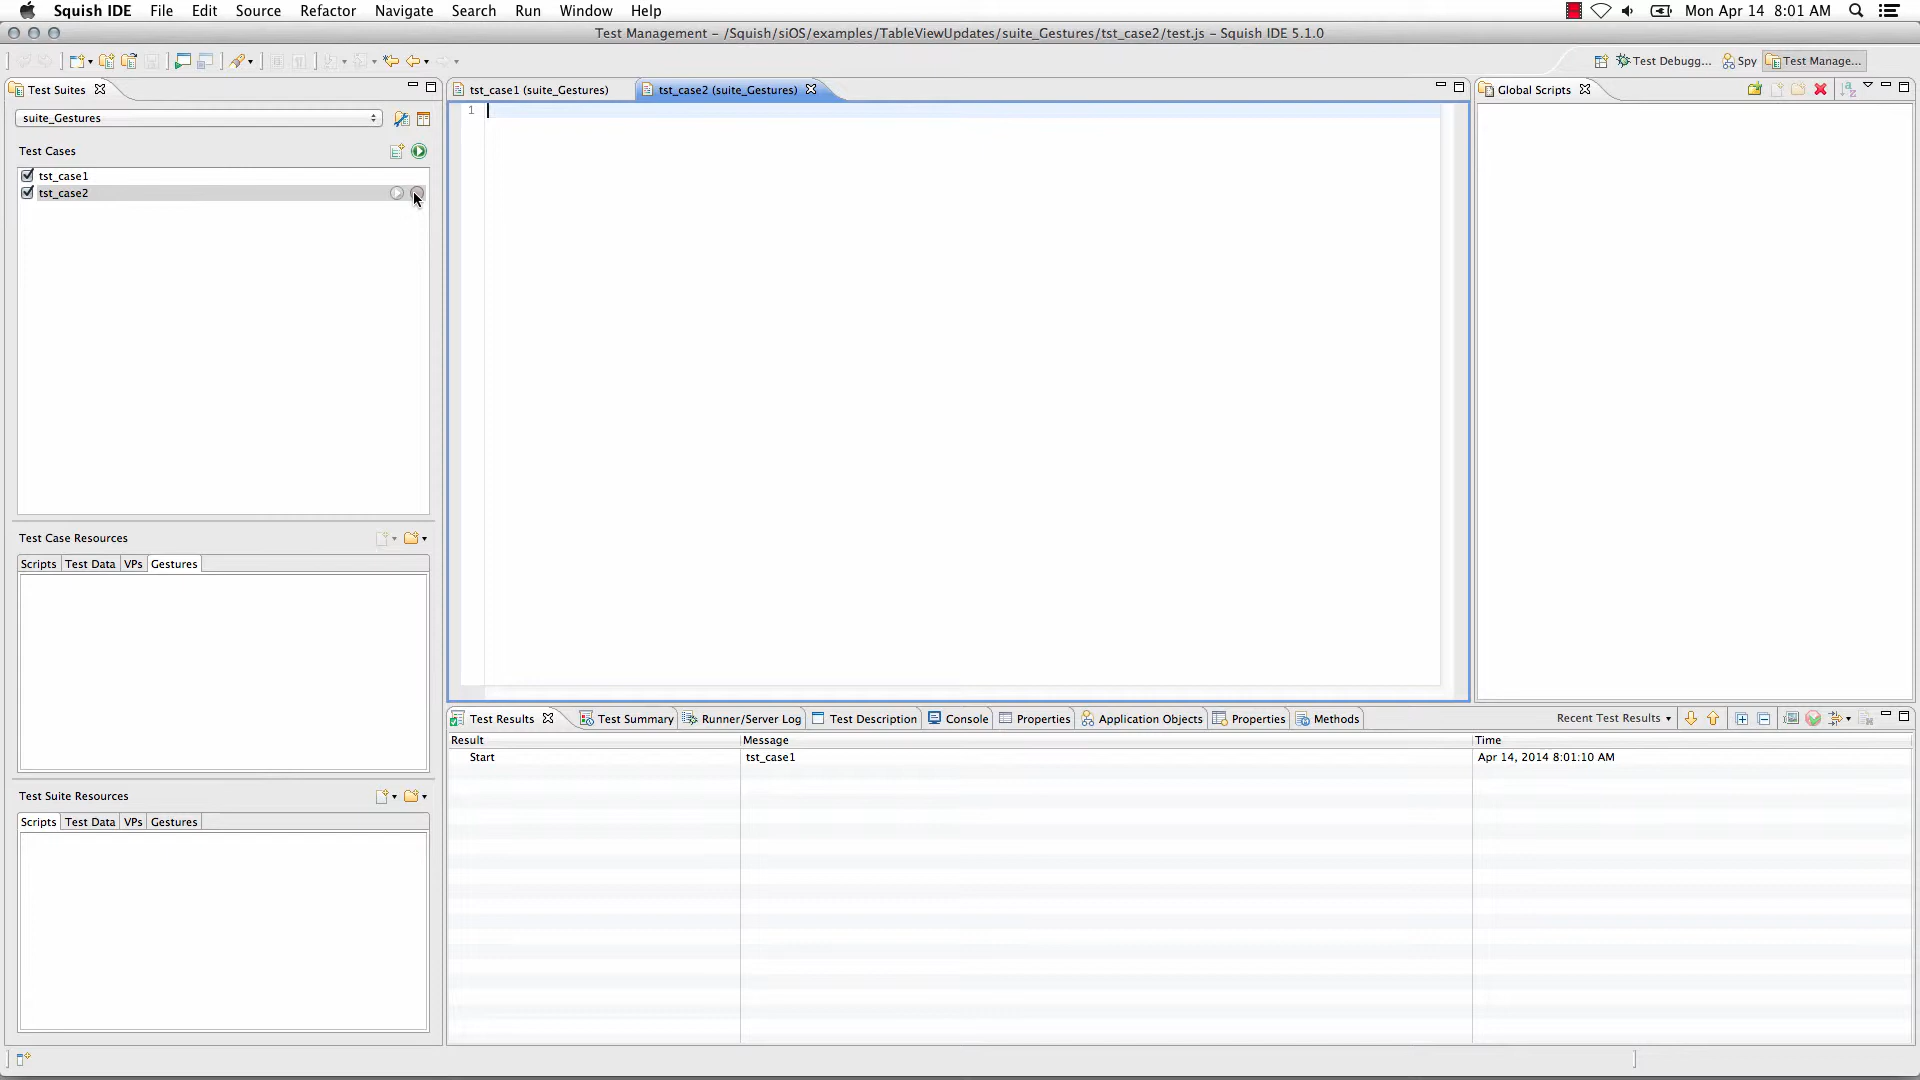 Squish IDE File Edit Source Refactor Navigate Search Run Window Help Mon Apr 14 8:01 AM
Test Management - /Squish/siOS/examples/TableViewUpdates/suite_Gestures/tst_case2/test.js - Squish IDE 5.1.0
Test Debugg... Spy Test Manage...
Test Suites tst_case1 (suite_Gestures) tst_case2 (suite_Gestures) Global Scripts
suite_Gestures
1
Test Cases
tst_case1
tst_case2
Test Case Resources
Scripts Test Data VPs Gestures
Test Results Test Summary Runner/Server Log Test Description Console Properties Application Objects Properties Methods Recent Test Results
Result Message Time
Start tst_case1 Apr 14, 2014 8:01:10 AM
Test Suite Resources
Scripts Test Data VPs Gestures